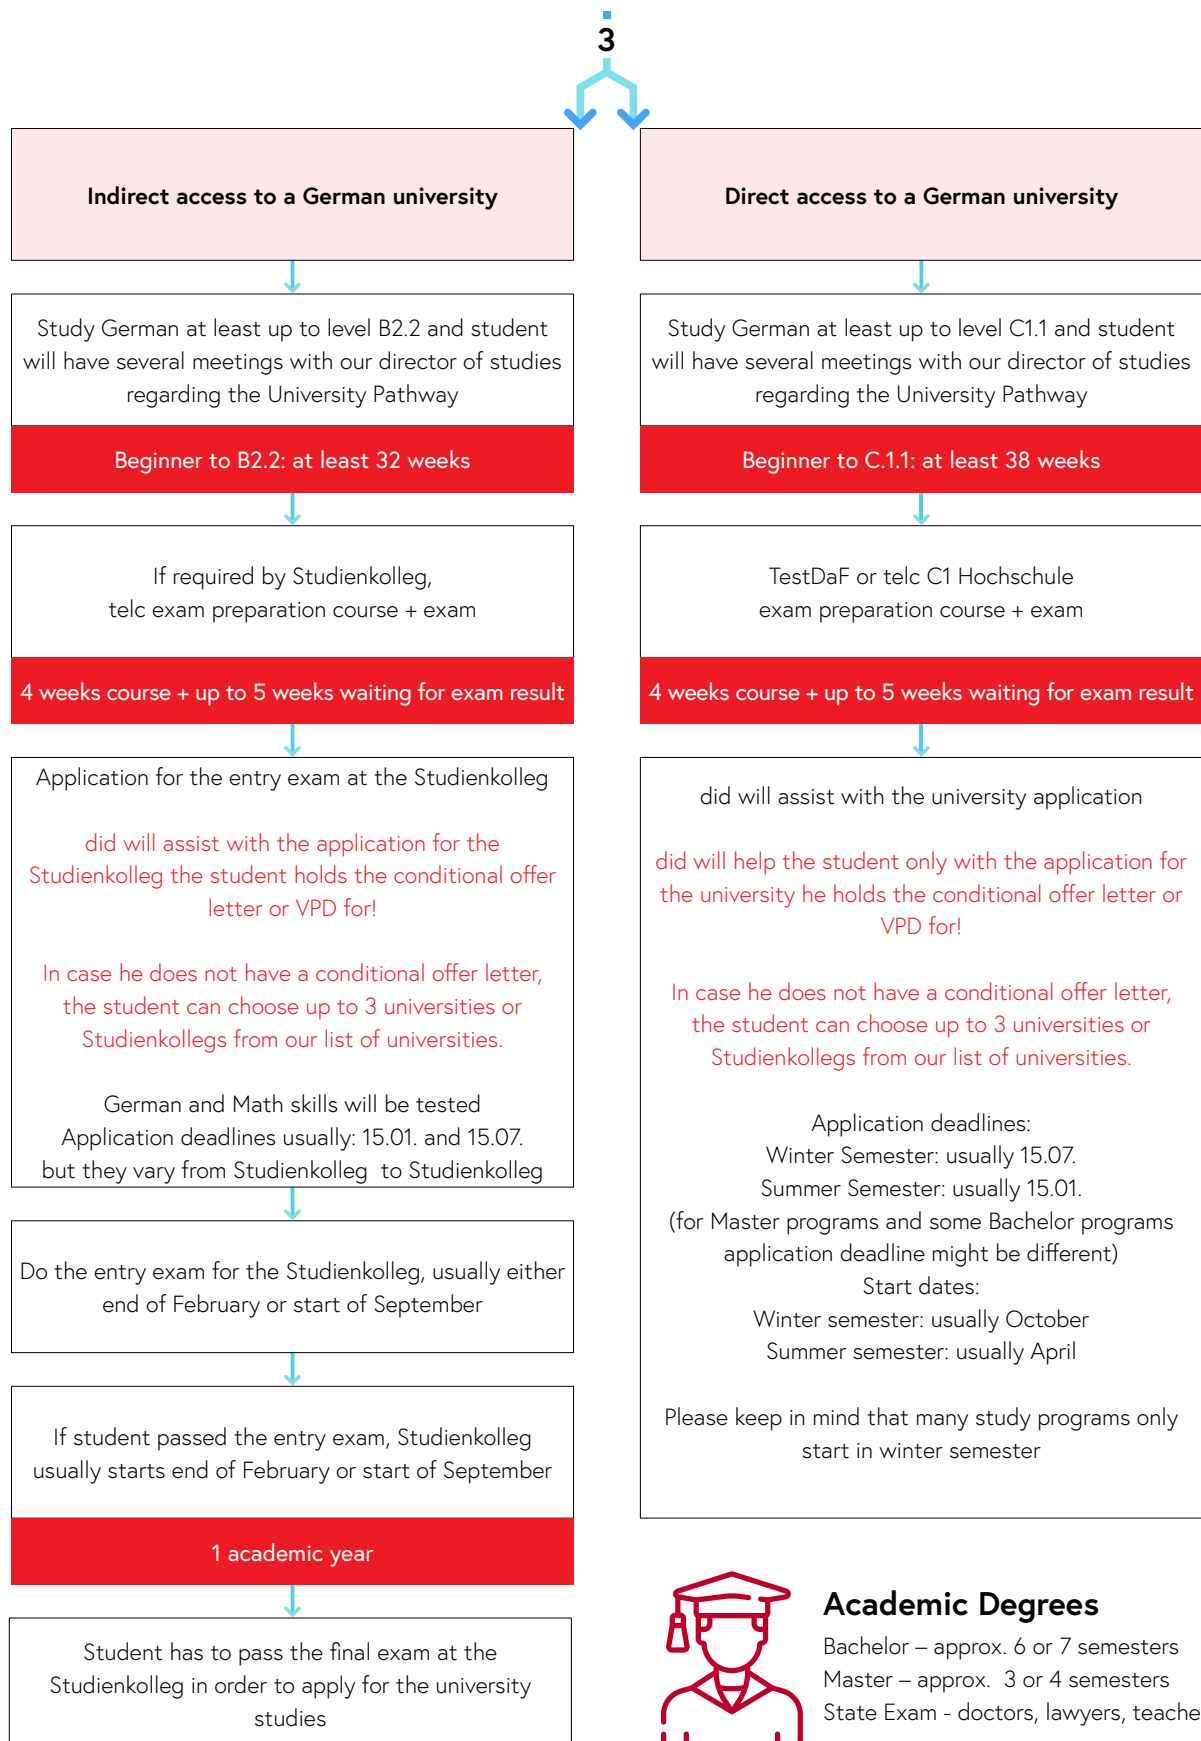 3
Indirect access to a German university
Study German at least up to level B2.2 and student
will have several meetings with our director of studies
regarding the University Pathway
Beginner to B2.2: at least 32 weeks
If required by Studienkolleg,
telc exam preparation course + exam
4 weeks course + up to 5 weeks waiting for exam result
Application for the entry exam at the Studienkolleg
did will assist with the application for the
Studienkolleg the student holds the conditional offer
letter or VPD for!
In case he does not have a conditional offer letter,
the student can choose up to 3 universities or
Studienkollegs from our list of universities.
German and Math skills will be tested
Application deadlines usually: 15.01. and 15.07.
but they vary from Studienkolleg to Studienkolleg
Do the entry exam for the Studienkolleg, usually either
end of February or start of September
If student passed the entry exam, Studienkolleg
usually starts end of February or start of September
1 academic year
Student has to pass the final exam at the
Studienkolleg in order to apply for the university
studies
Direct access to a German university
Study German at least up to level C1.1 and student
will have several meetings with our director of studies
regarding the University Pathway
Beginner to C.1.1: at least 38 weeks
TestDaF or telc C1 Hochschule
exam preparation course + exam
4 weeks course + up to 5 weeks waiting for exam result
did will assist with the university application
did will help the student only with the application for
the university he holds the conditional offer letter or
VPD for!
In case he does not have a conditional offer letter,
the student can choose up to 3 universities or
Studienkollegs from our list of universities.
Application deadlines:
Winter Semester: usually 15.07.
Summer Semester: usually 15.01.
(for Master programs and some Bachelor programs
application deadline might be different)
Start dates:
Winter semester: usually October
Summer semester: usually April
Please keep in mind that many study programs only
start in winter semester
Academic Degrees
Bachelor – approx. 6 or 7 semesters
Master – approx. 3 or 4 semesters
State Exam - doctors, lawyers, teache